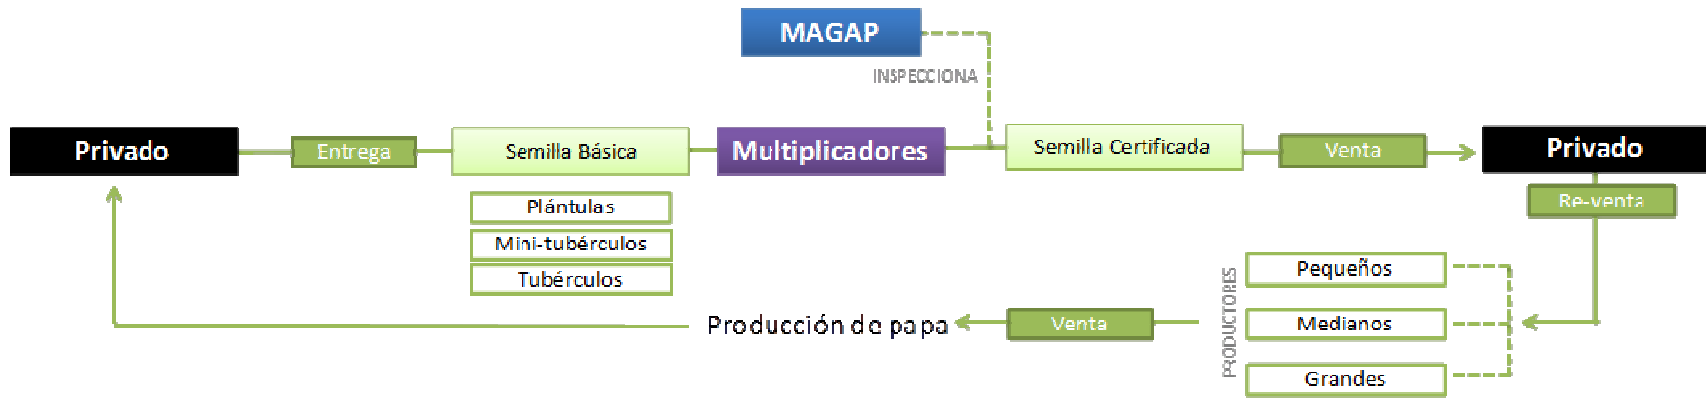 MAGAP
INSPECCIONA
Privado
Entrega
Semilla Básica
Multiplicadores
Semilla Certificada
Venta
Privado
Plántulas
Mini-tubérculos
Tubérculos
Re-venta
PRODUCTORES
Pequeños
Medianos
Grandes
Venta
Producción de papa